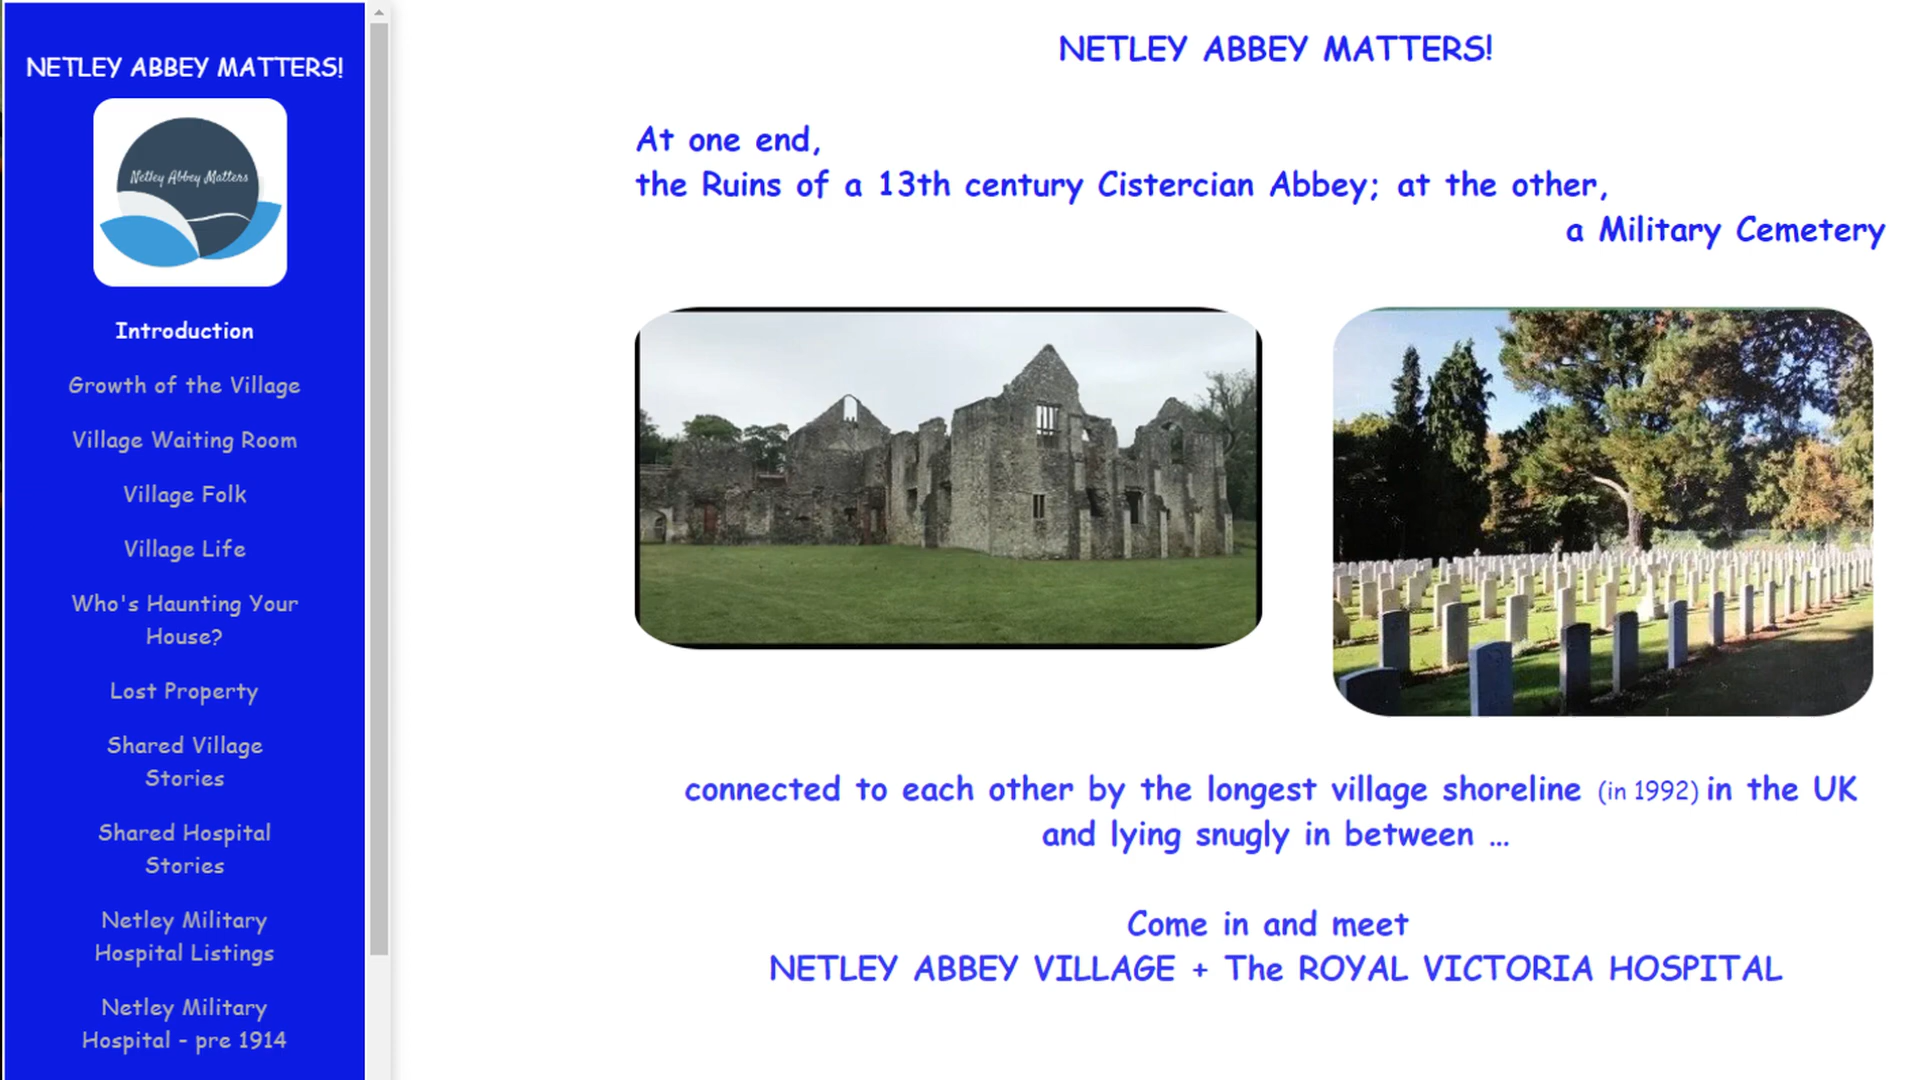 NETLEY ABBEY MATTERS!
Netley Abbey Matters
Introduction
Growth of the Village
Village Waiting Room
Village Folk
Village Life
Who's Haunting Your
House?
Lost Property
Shared Village
Stories
Shared Hospital
Stories
Netley Military
Hospital Listings
Netley Military
Hospital - pre 1914
NETLEY ABBEY MATTERS!
At one end,
the Ruins of a 13th century Cistercian Abbey; at the other,
a Military Cemetery
connected to each other by the longest village shoreline (in 1992) in the UK
and lying snugly in between ...
Come in and meet
NETLEY ABBEY VILLAGE + The ROYAL VICTORIA HOSPITAL